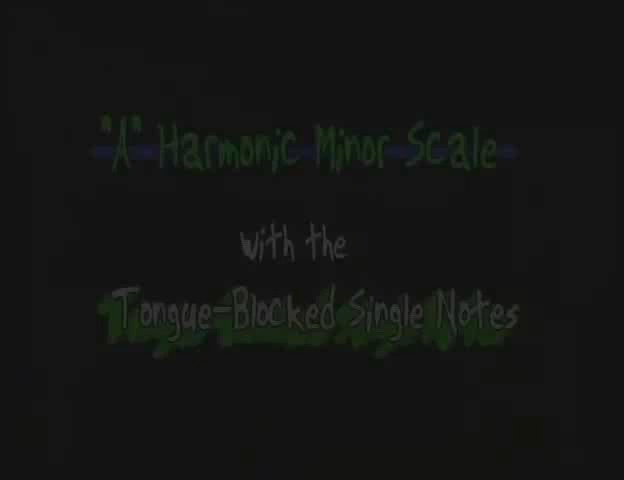 "A" Harmonic Minor Scale
with the
Tongue-Blocked Single Notes